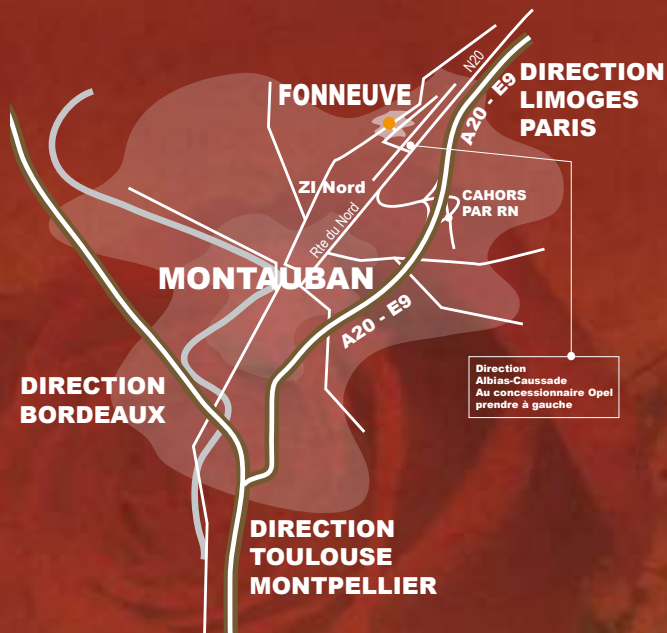 N20
DIRECTION
LIMOGES
PARIS
FONNEUVE
A20 - E9
ZI Nord
CAHORS
PAR RN
Rte du Nord
MONTAUBAN
A20 - E9
Direction
Albias-Caussade
Au concessionnaire Opel
prendre à gauche
DIRECTION
BORDEAUX
DIRECTION
TOULOUSE
MONTPELLIER